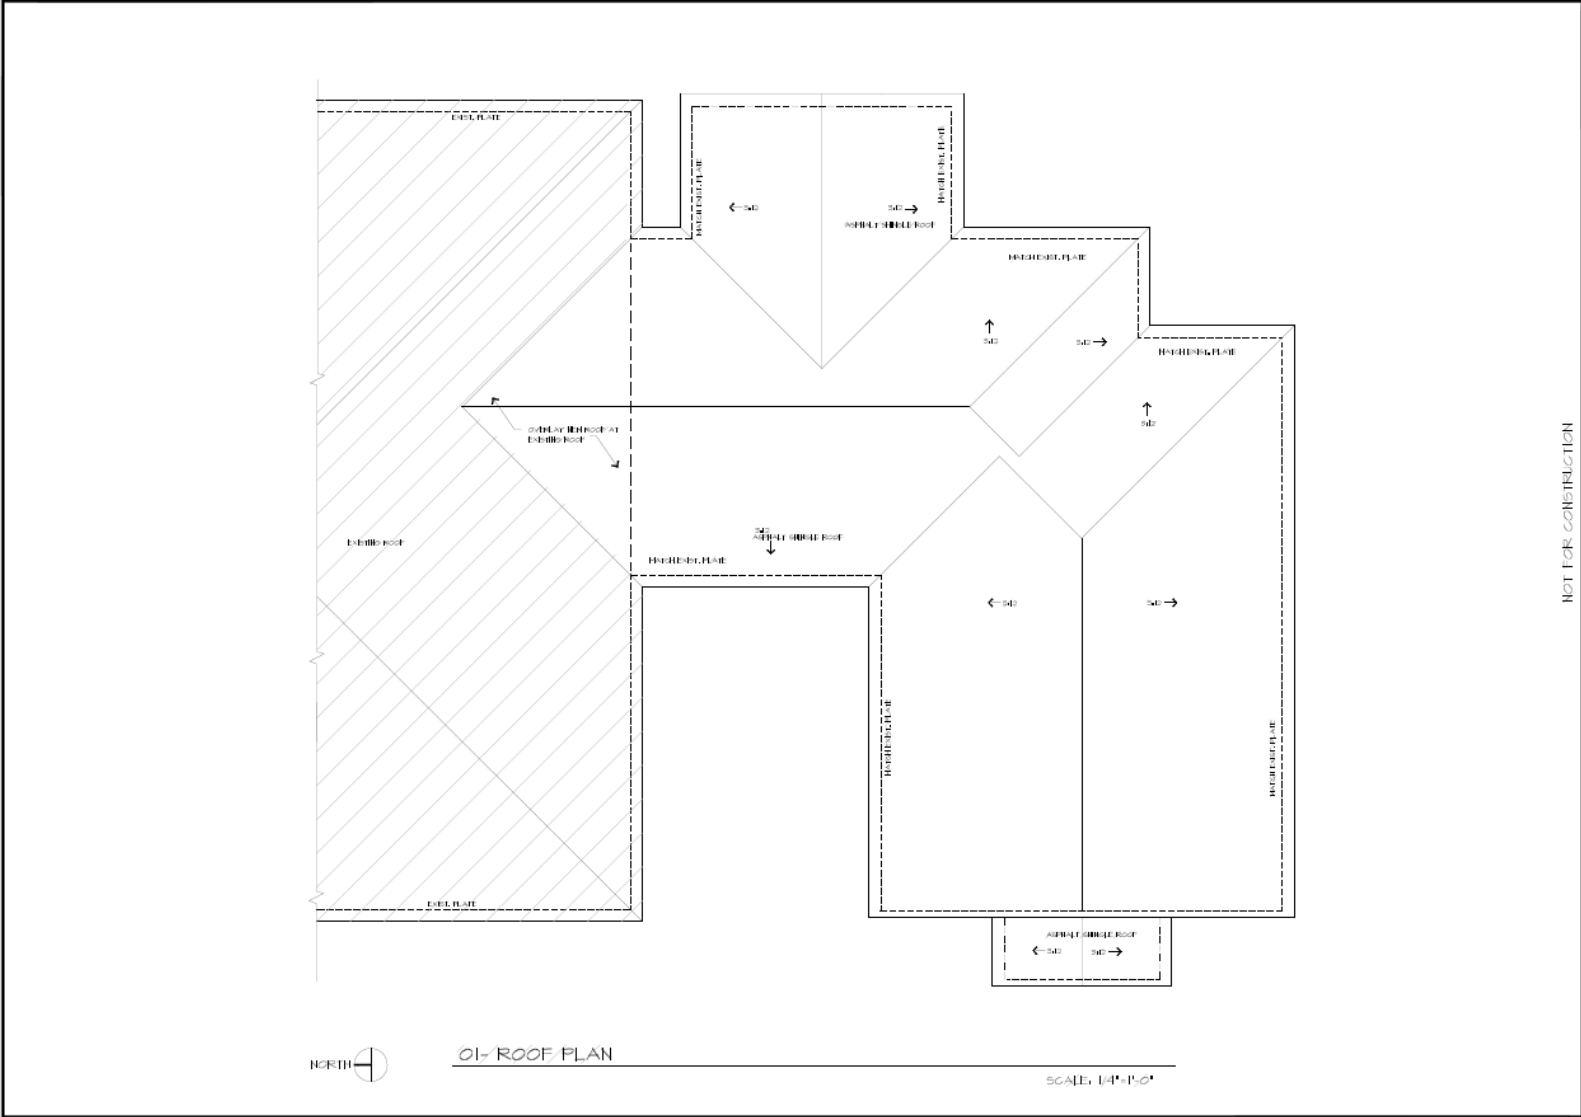 EXIST. PLATE
MATCH EXIST. PLATE
MATCH EXIST. PLATE
5:12
5:12
ASPHALT SHINGLE ROOF
MATCH EXIST. PLATE
5:12
5:12
MATCH EXIST. PLATE
5:12
OVERLAY NEW ROOF AT
EXISTING ROOF
5:12
ASPHALT SHINGLE ROOF
EXISTING ROOF
MATCH EXIST. PLATE
5:12
5:12
MATCH EXIST. PLATE
MATCH EXIST. PLATE
EXIST. PLATE
ASPHALT SHINGLE ROOF
5:12
5:12
NOT FOR CONSTRUCTION
NORTH
01- ROOF PLAN
SCALE: 1/4"=1'-0"